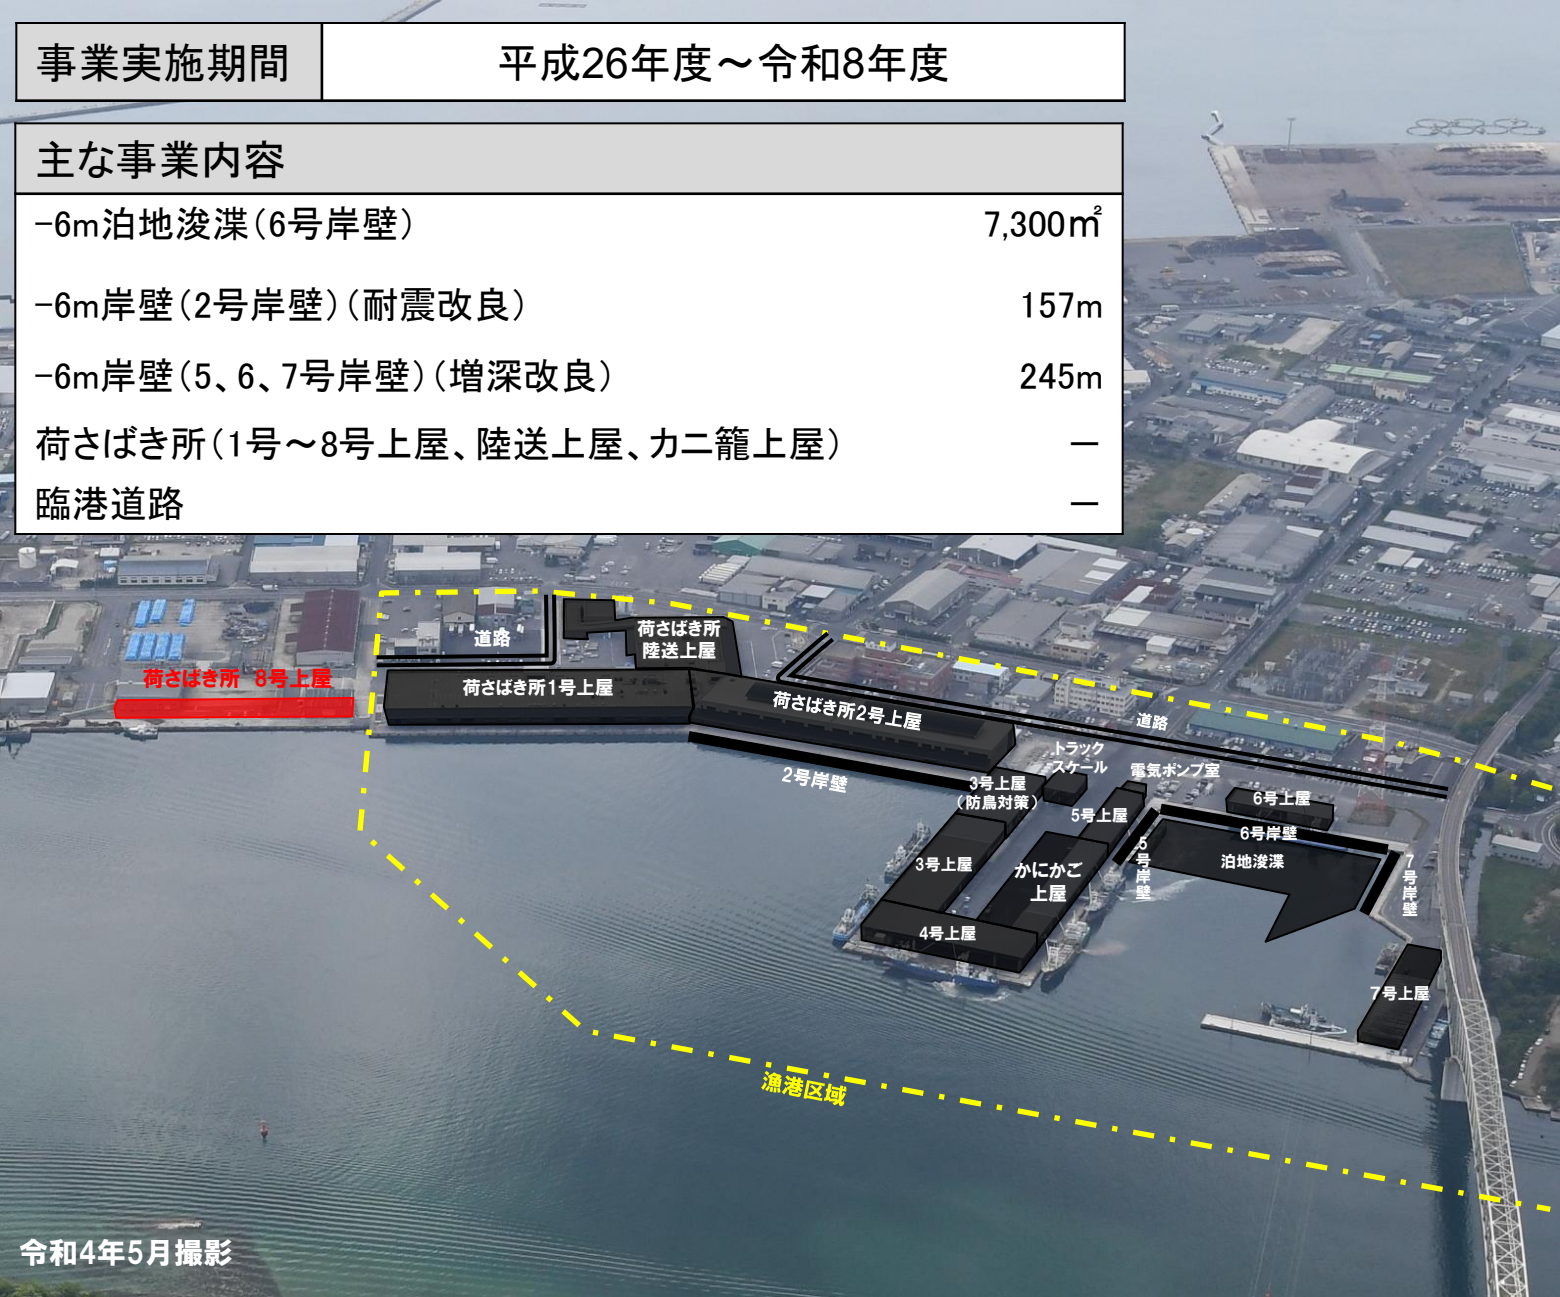 事業実施期間 平成26年度～令和8年度
主な事業内容
-6m泊地浚渫（6号岸壁） 7,300㎡
-6m岸壁（2号岸壁）（耐震改良） 157m
-6m岸壁（5、6、7号岸壁）（増深改良） 245m
荷さばき所（1号～8号上屋、陸送上屋、カニ籠上屋） －
臨港道路 －
道路
荷さばき所
陸送上屋
荷さばき所 8号上屋
荷さばき所1号上屋
荷さばき所2号上屋
道路
2号岸壁
トラック
スケール
電気ポンプ室
3号上屋
（防鳥対策）
5号上屋
6号上屋
6号岸壁
5号岸壁
泊地浚渫
7号岸壁
3号上屋
かにかご
上屋
4号上屋
7号上屋
漁港区域
令和4年5月撮影